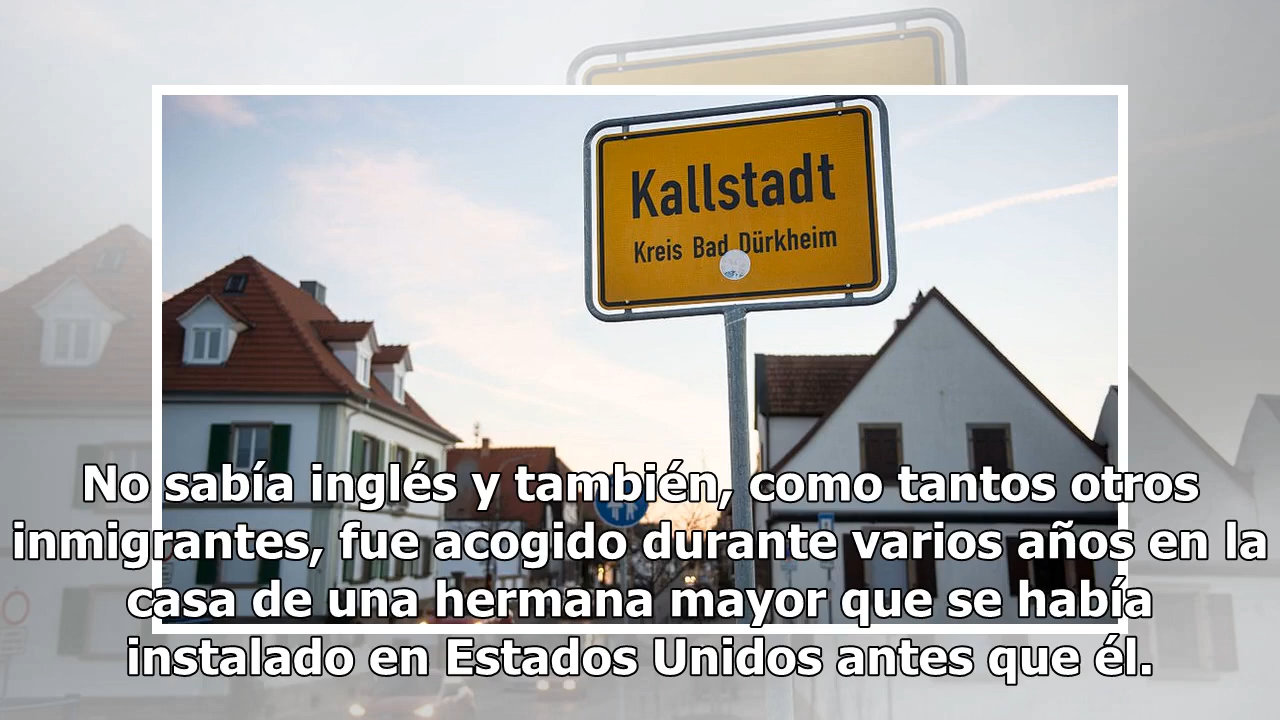 Kallstadt
Kreis Bad Dürkheim
No sabía inglés y también, como tantos otros
inmigrantes, fue acogido durante varios años en la
casa de una hermana mayor que se había
instalado en Estados Unidos antes que él.